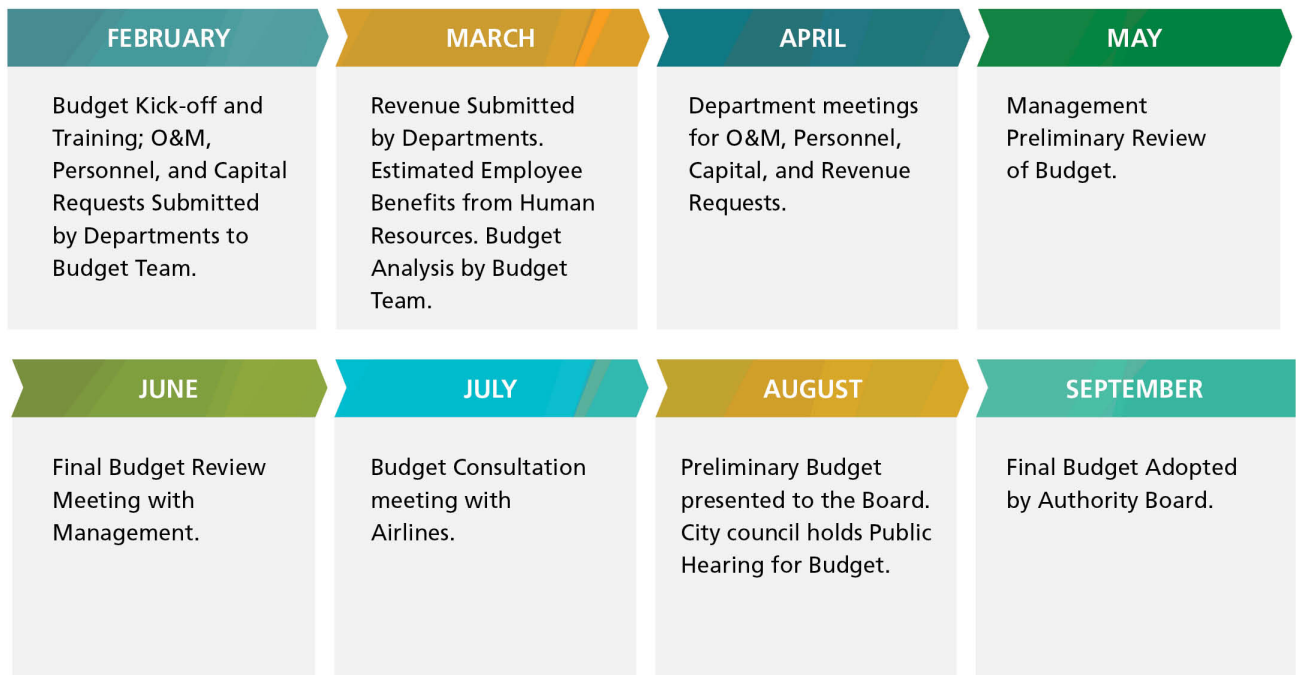 FEBRUARY
Budget Kick-off and
Training; O&M,
Personnel, and Capital
Requests Submitted
by Departments to
Budget Team.
MARCH
Revenue Submitted
by Departments.
Estimated Employee
Benefits from Human
Resources. Budget
Analysis by Budget
Team.
APRIL
Department meetings
for O&M, Personnel,
Capital, and Revenue
Requests.
MAY
Management
Preliminary Review
of Budget.
JUNE
Final Budget Review
Meeting with
Management.
JULY
Budget Consultation
meeting with
Airlines.
AUGUST
Preliminary Budget
presented to the Board.
City council holds Public
Hearing for Budget.
SEPTEMBER
Final Budget Adopted
by Authority Board.